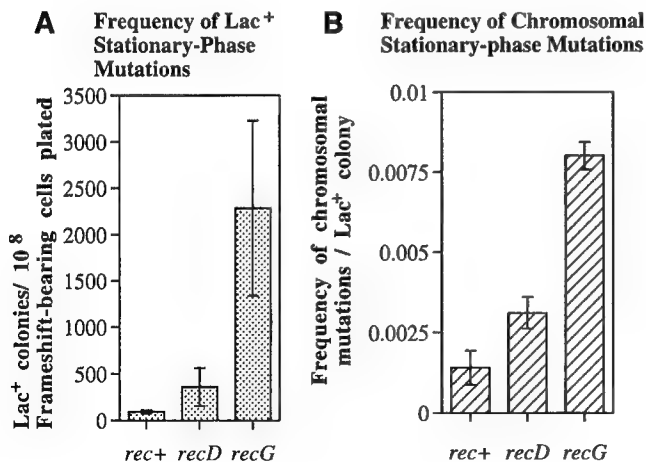 A
Frequency of Lac+
Stationary-Phase
Mutations
Lac+ colonies/ 10 8
Frameshift-bearing cells plated
3500
3000
2500
2000
1500
1000
500
0
rec+ recD recG
B
Frequency of Chromosomal
Stationary-phase Mutations
Frequency of chromosomal
mutations / Lac+ colony
0.01
0.0075
0.005
0.0025
0
rec+ recD recG